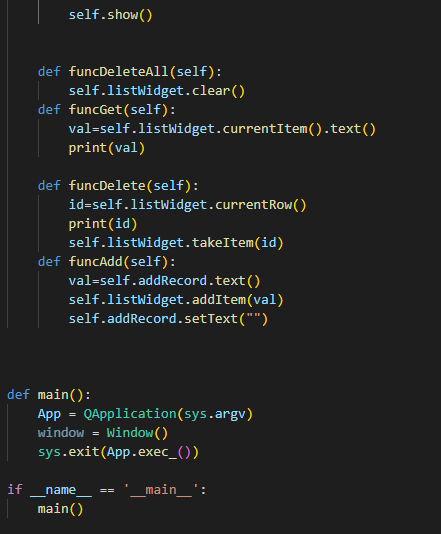 self.show()
def funcDeleteAll(self):
self.listWidget.clear()
def funcGet(self):
val=self.listWidget.currentItem().text()
print(val)
def funcDelete(self):
id=self.listWidget.currentRow()
print(id)
self.listWidget.takeItem(id)
def funcAdd(self):
val=self.addRecord.text()
self.listWidget.addItem(val)
self.addRecord.setText("")
def main():
App = QApplication(sys.argv)
window = Window()
sys.exit(App.exec_())
if __name__ == '__main__':
main()